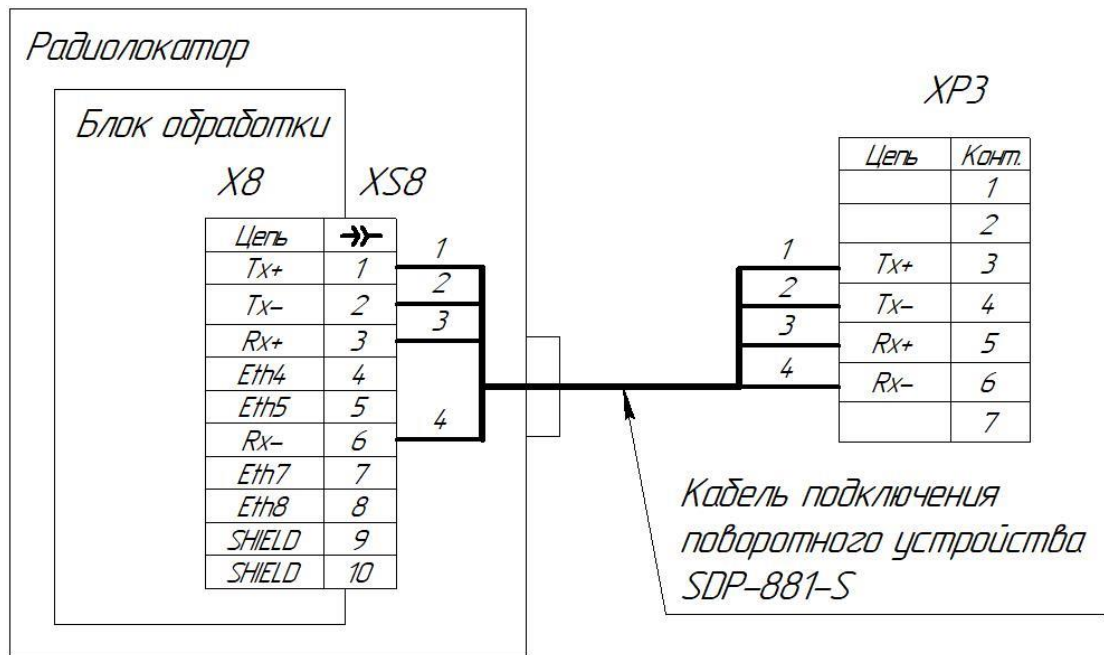 Радиолокатор
Блок обработки
X8 XS8
Цепь
Tx+ 1 1
Tx- 2 2
Rx+ 3 3
Eth4 4
Eth5 5
Rx- 6 4
Eth7 7
Eth8 8
SHIELD 9
SHIELD 10
XP3
Цепь Конт.
1
2
1 Tx+ 3
2 Tx- 4
3 Rx+ 5
4 Rx- 6
7
Кабель подключения
поворотного устройства
SDP-881-S